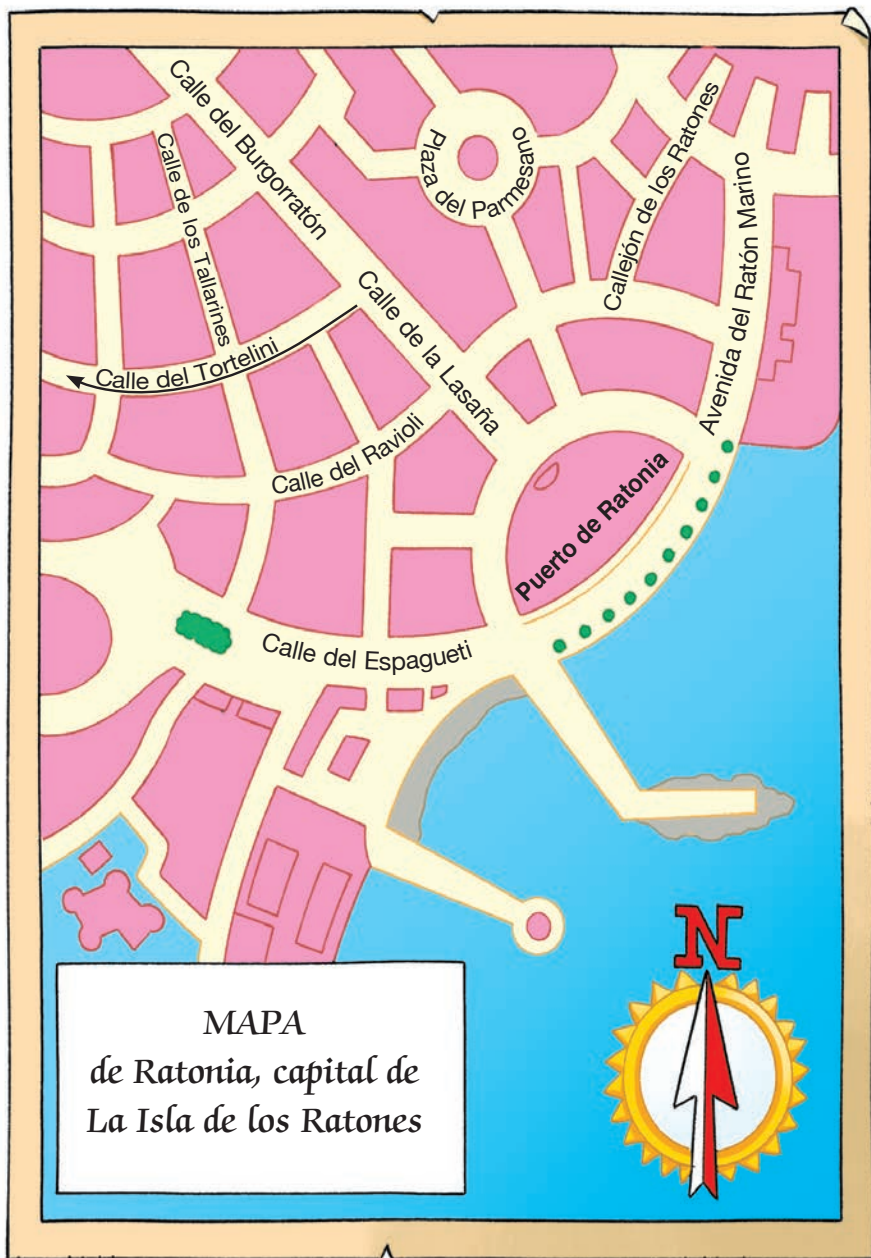 Calle del Burgorratón
Calle de los Tallarines
Plaza del Parmesano
Callejón de los Ratones
Avenida del Ratón Marino
Calle de la Lasaña
Calle del Tortelini
Calle del Ravioli
Puerto de Ratonia
Calle del Espagueti
N
MAPA
de Ratonia, capital de
La Isla de los Ratones